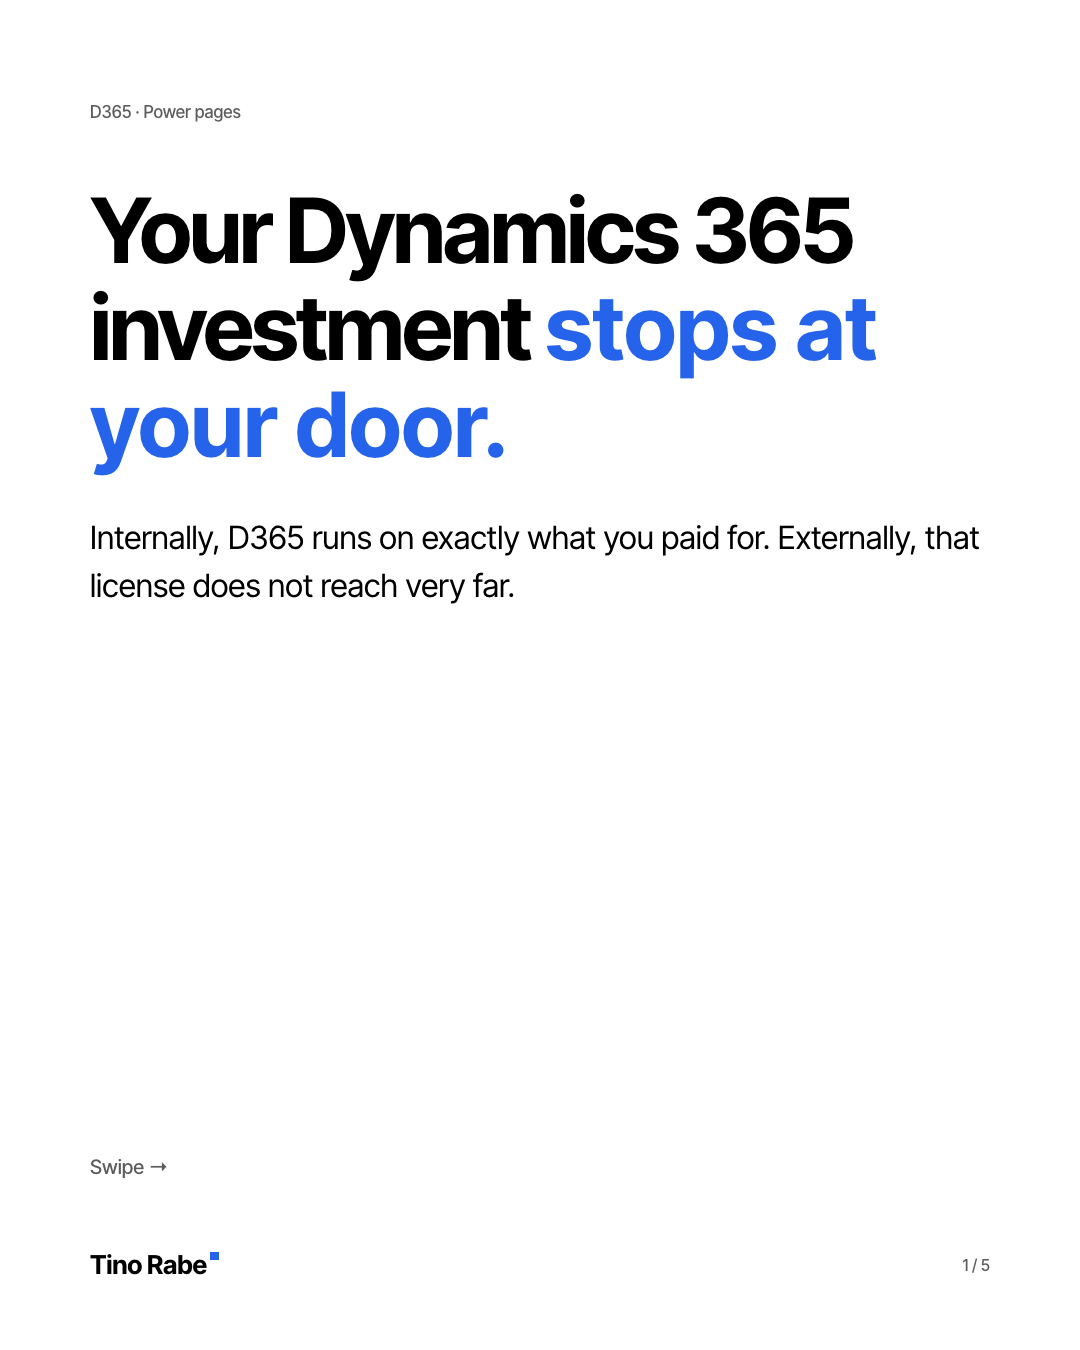 D365 · Power pages
Your Dynamics 365
investment stops at
your door.
Internally, D365 runs on exactly what you paid for. Externally, that
license does not reach very far.
Swipe →
Tino Rabe
1 / 5